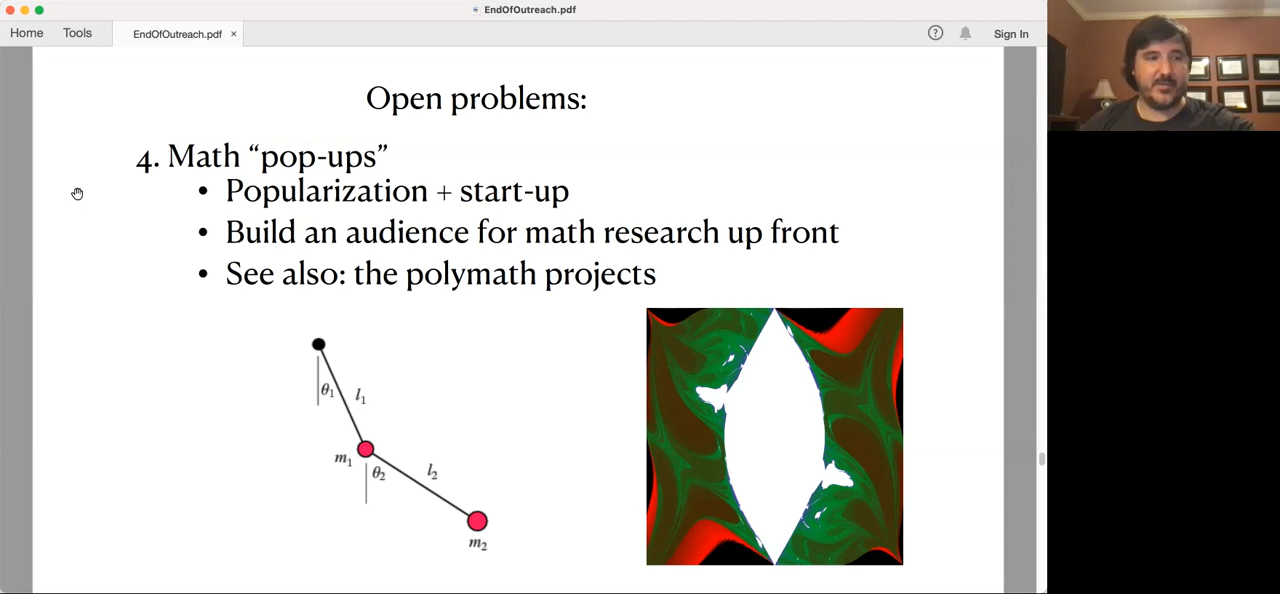 EndOfOutreach.pdf
Home
Tools
EndOfOutreach.pdf ×
?
Sign In
Open problems:
4. Math “pop-ups”
• Popularization + start-up
• Build an audience for math research up front
• See also: the polymath projects
θ1
l1
m1
θ2
l2
m2